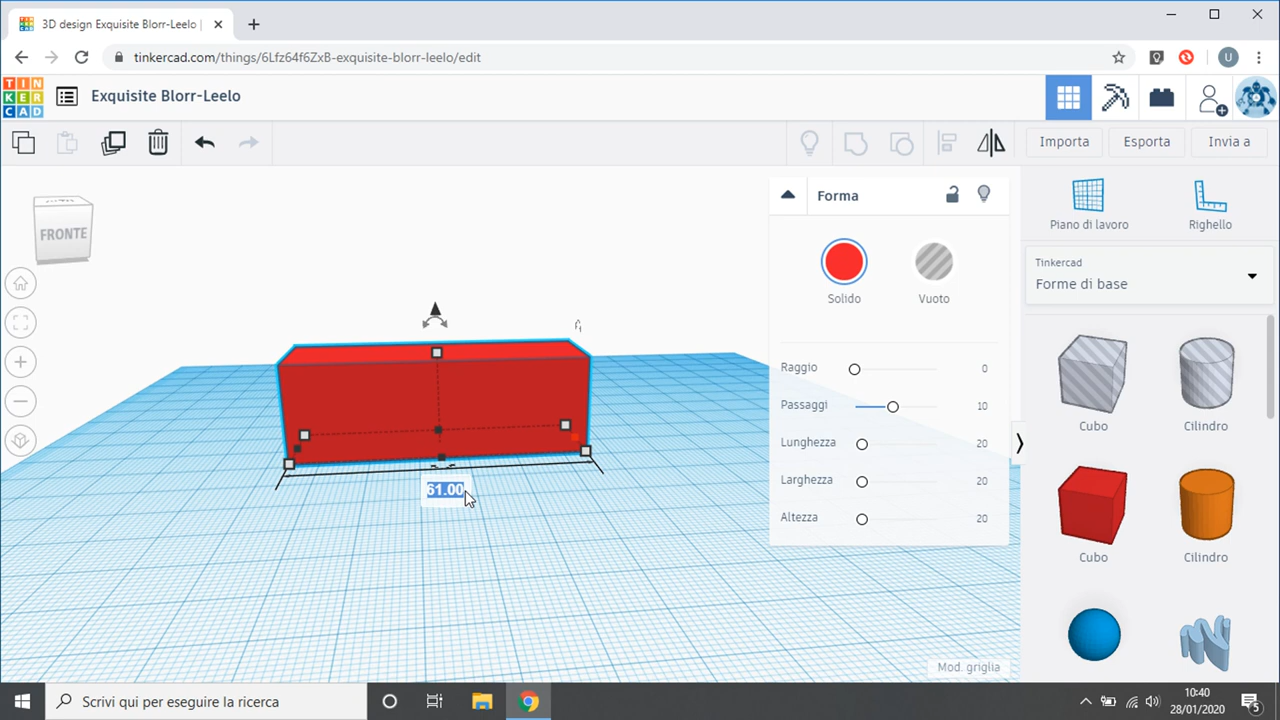 3D design Exquisite Blorr-Leelo |
tinkercad.com/things/6Lfz64f6ZxB-exquisite-blorr-leelo/edit
U
TIN
KER
CAD
Exquisite Blorr-Leelo
Importa
Esporta
Invia a
FRONTE
Forma
Solido
Vuoto
Raggio 0
Passaggi 10
Lunghezza 20
Larghezza 20
Altezza 20
61.00
Mod. griglia
Piano di lavoro
Righello
Tinkercad
Forme di base
Cubo
Cilindro
Cubo
Cilindro
Scrivi qui per eseguire la ricerca
10:40
28/01/2020
5